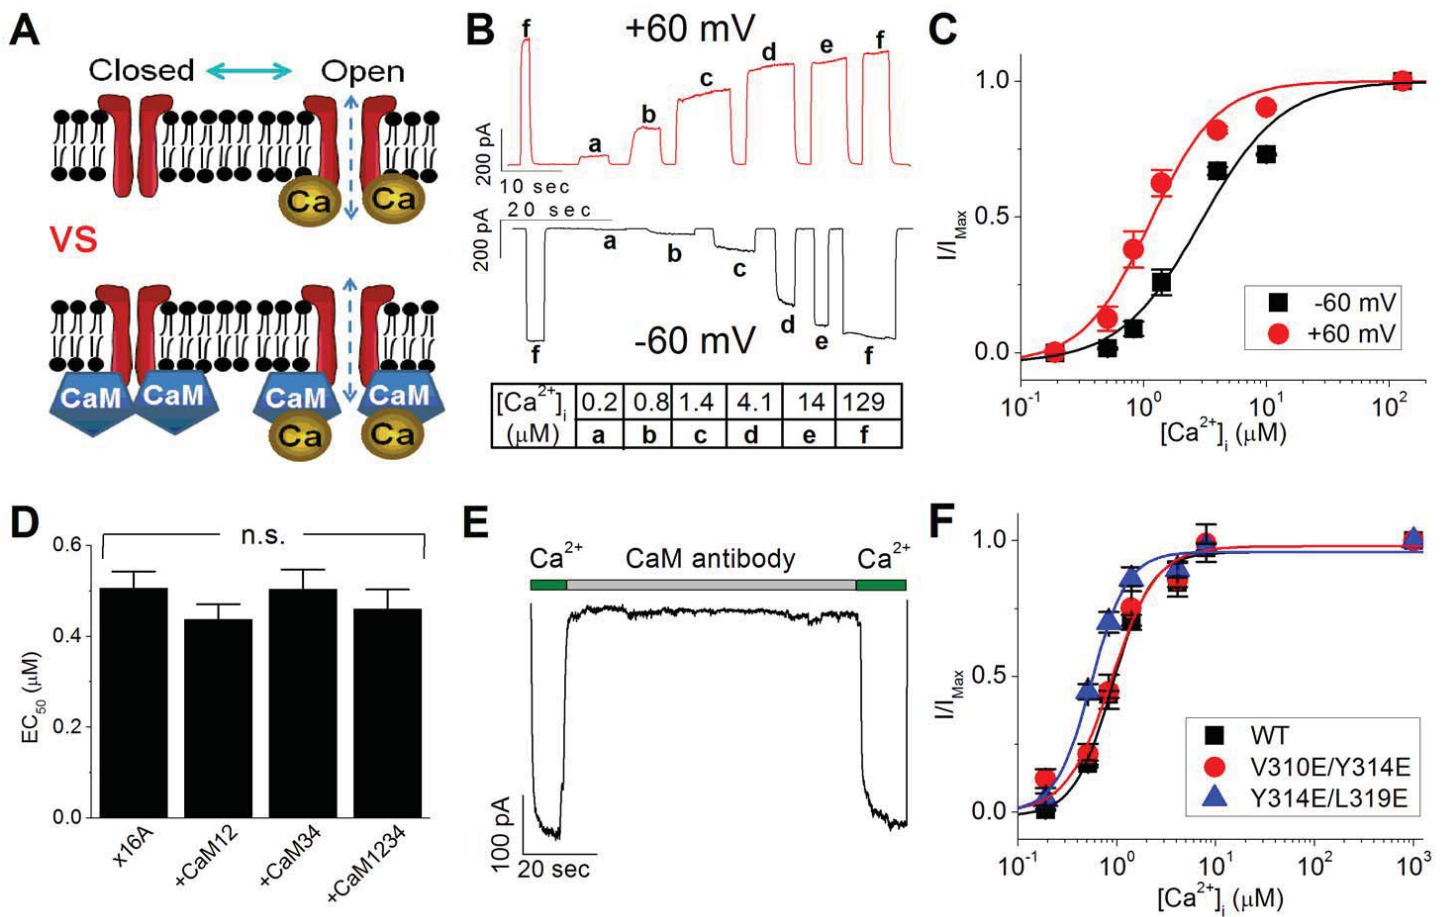 A
Closed
Open
Ca
Ca
VS
CaM
CaM
CaM
CaM
Ca
Ca
B
+60 mV
f
a
b
c
d
e
f
200 pA
10 sec
20 sec
200 pA
a
b
c
d
e
f
f
-60 mV
[Ca²⁺]ᵢ 0.2 0.8 1.4 4.1 14 129
(μM) a b c d e f
C
1.0
0.5
0.0
I/I_Max
-60 mV
+60 mV
10⁻¹ 10⁰ 10¹ 10²
[Ca²⁺]ᵢ (μM)
D
n.s.
0.6
0.4
0.2
0.0
EC₅₀ (μM)
x16A
+CaM12
+CaM34
+CaM1234
E
Ca²⁺ CaM antibody Ca²⁺
100 pA
20 sec
F
1.0
0.5
0.0
I/I_Max
WT
V310E/Y314E
Y314E/L319E
10⁻¹ 10⁰ 10¹ 10² 10³
[Ca²⁺]ᵢ (μM)